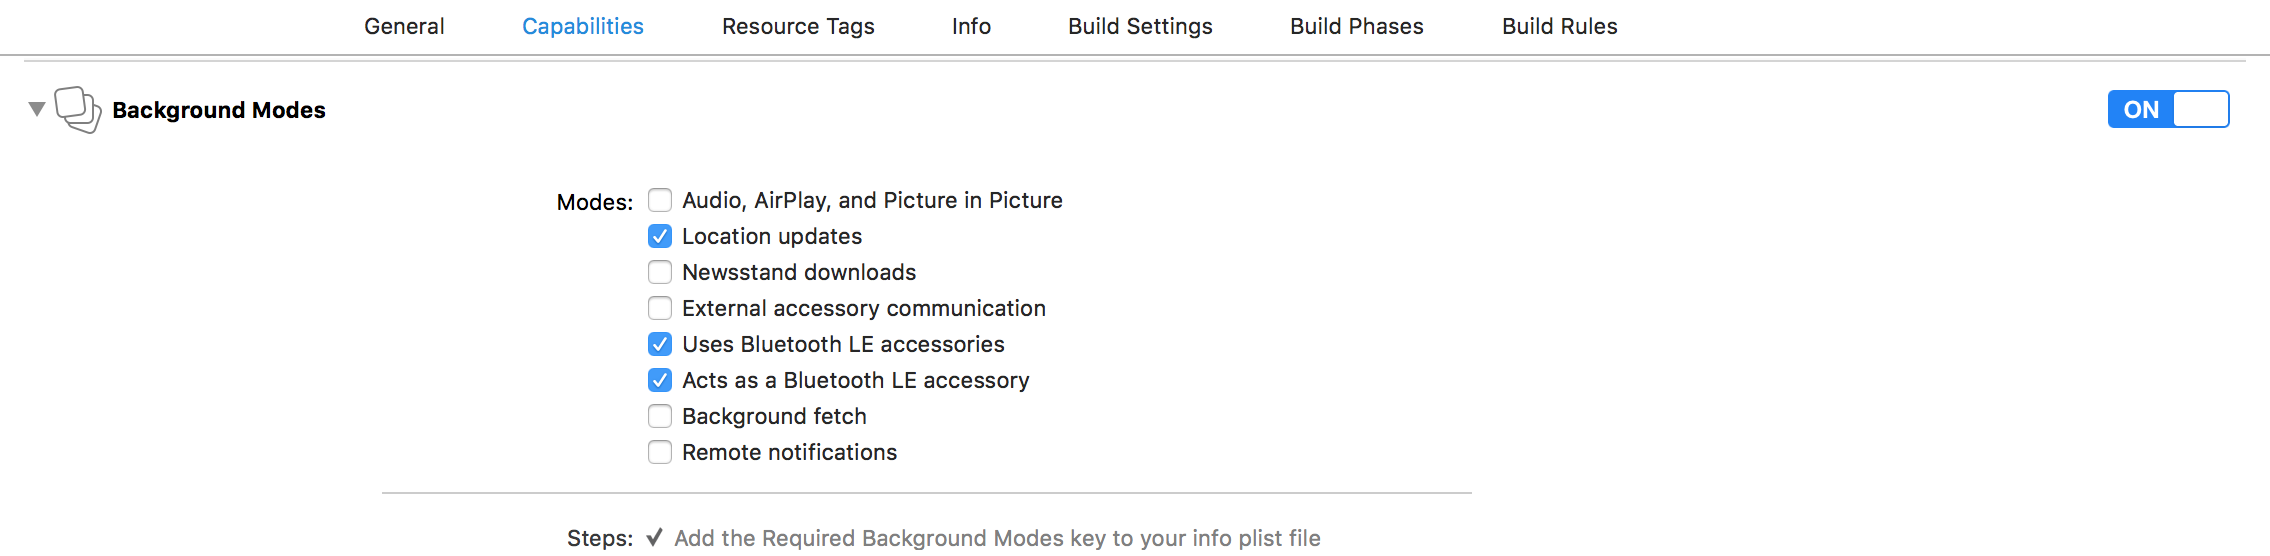 General Capabilities Resource Tags Info Build Settings Build Phases Build Rules
Background Modes ON
Modes: Audio, AirPlay, and Picture in Picture
Location updates
Newsstand downloads
External accessory communication
Uses Bluetooth LE accessories
Acts as a Bluetooth LE accessory
Background fetch
Remote notifications
Steps: ✓ Add the Required Background Modes key to your info plist file